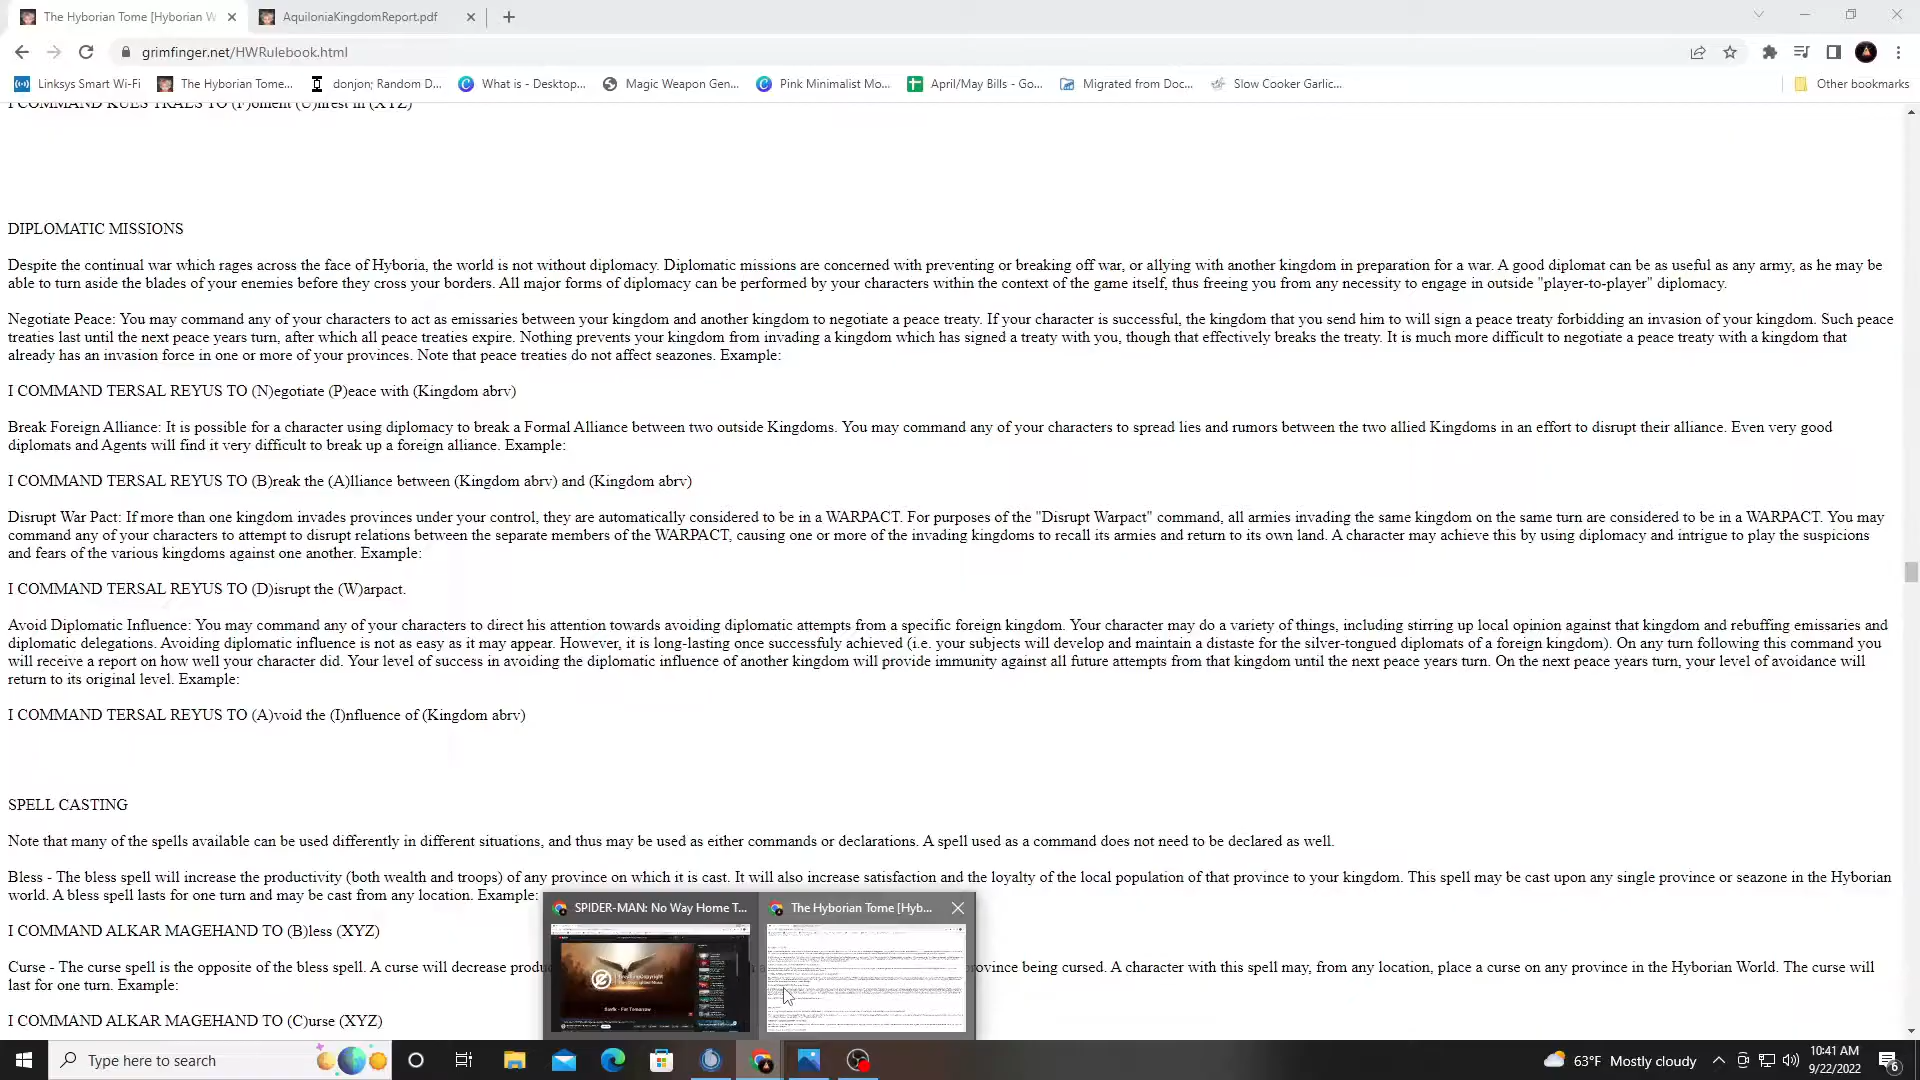 The Hyborian Tome [Hyborian W
AquiloniaKingdomReport.pdf
grimfinger.net/HWRulebook.html
Linksys Smart Wi-Fi
The Hyborian Tome...
donjon; Random D...
What is - Desktop...
Magic Weapon Gen...
Pink Minimalist Mo...
April/May Bills - Go...
Migrated from Doc...
Slow Cooker Garlic...
Other bookmarks
I COMMAND KUES TRALS TO (F)oment (U)nrest in (XYZ)
DIPLOMATIC MISSIONS
Despite the continual war which rages across the face of Hyboria, the world is not without diplomacy. Diplomatic missions are concerned with preventing or breaking off war, or allying with another kingdom in preparation for a war. A good diplomat can be as useful as any army, as he may be
able to turn aside the blades of your enemies before they cross your borders. All major forms of diplomacy can be performed by your characters within the context of the game itself, thus freeing you from any necessity to engage in outside "player-to-player" diplomacy.
Negotiate Peace: You may command any of your characters to act as emissaries between your kingdom and another kingdom to negotiate a peace treaty. If your character is successful, the kingdom that you send him to will sign a peace treaty forbidding an invasion of your kingdom. Such peace
treaties last until the next peace years turn, after which all peace treaties expire. Nothing prevents your kingdom from invading a kingdom which has signed a treaty with you, though that effectively breaks the treaty. It is much more difficult to negotiate a peace treaty with a kingdom that
already has an invasion force in one or more of your provinces. Note that peace treaties do not affect seazones. Example:
I COMMAND TERSAL REYUS TO (N)egotiate (P)eace with (Kingdom abrv)
Break Foreign Alliance: It is possible for a character using diplomacy to break a Formal Alliance between two outside Kingdoms. You may command any of your characters to spread lies and rumors between the two allied Kingdoms in an effort to disrupt their alliance. Even very good
diplomats and Agents will find it very difficult to break up a foreign alliance. Example:
I COMMAND TERSAL REYUS TO (B)reak the (A)lliance between (Kingdom abrv) and (Kingdom abrv)
Disrupt War Pact: If more than one kingdom invades provinces under your control, they are automatically considered to be in a WARPACT. For purposes of the "Disrupt Warpact" command, all armies invading the same kingdom on the same turn are considered to be in a WARPACT. You may
command any of your characters to attempt to disrupt relations between the separate members of the WARPACT, causing one or more of the invading kingdoms to recall its armies and return to its own land. A character may achieve this by using diplomacy and intrigue to play the suspicions
and fears of the various kingdoms against one another. Example:
I COMMAND TERSAL REYUS TO (D)isrupt the (W)arpact.
Avoid Diplomatic Influence: You may command any of your characters to direct his attention towards avoiding diplomatic attempts from a specific foreign kingdom. Your character may do a variety of things, including stirring up local opinion against that kingdom and rebuffing emissaries and
diplomatic delegations. Avoiding diplomatic influence is not as easy as it may appear. However, it is long-lasting once successfuly achieved (i.e. your subjects will develop and maintain a distaste for the silver-tongued diplomats of a foreign kingdom). On any turn following this command you
will receive a report on how well your character did. Your level of success in avoiding the diplomatic influence of another kingdom will provide immunity against all future attempts from that kingdom until the next peace years turn. On the next peace years turn, your level of avoidance will
return to its original level. Example:
I COMMAND TERSAL REYUS TO (A)void the (I)nfluence of (Kingdom abrv)
SPELL CASTING
Note that many of the spells available can be used differently in different situations, and thus may be used as either commands or declarations. A spell used as a command does not need to be declared as well.
Bless - The bless spell will increase the productivity (both wealth and troops) of any province on which it is cast. It will also increase satisfaction and the loyalty of the local population of that province to your kingdom. This spell may be cast upon any single province or seazone in the Hyborian
world. A bless spell lasts for one turn and may be cast from any location. Example:
I COMMAND ALKAR MAGEHAND TO (B)less (XYZ)
Curse - The curse spell is the opposite of the bless spell. A curse will decrease produ
rovince being cursed. A character with this spell may, from any location, place a curse on any province in the Hyborian World. The curse will
last for one turn. Example:
I COMMAND ALKAR MAGEHAND TO (C)urse (XYZ)
SPIDER-MAN: No Way Home T...
The Hyborian Tome [Hyb...
Type here to search
63°F Mostly cloudy
10:41 AM
9/22/2022
6